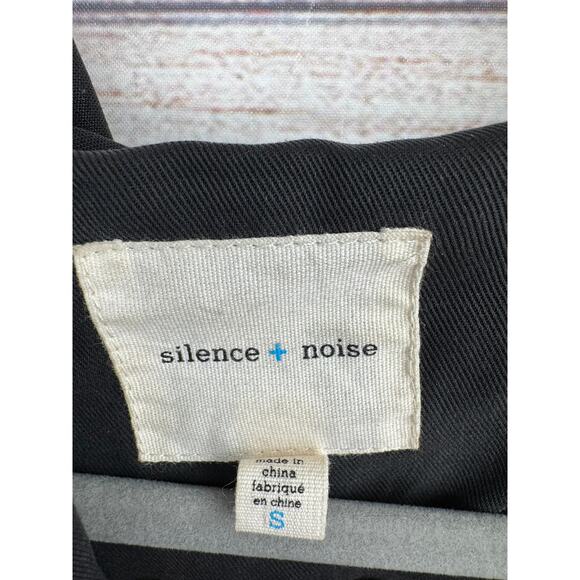 silence + noise
made in
china
fabriqué
en chine
S